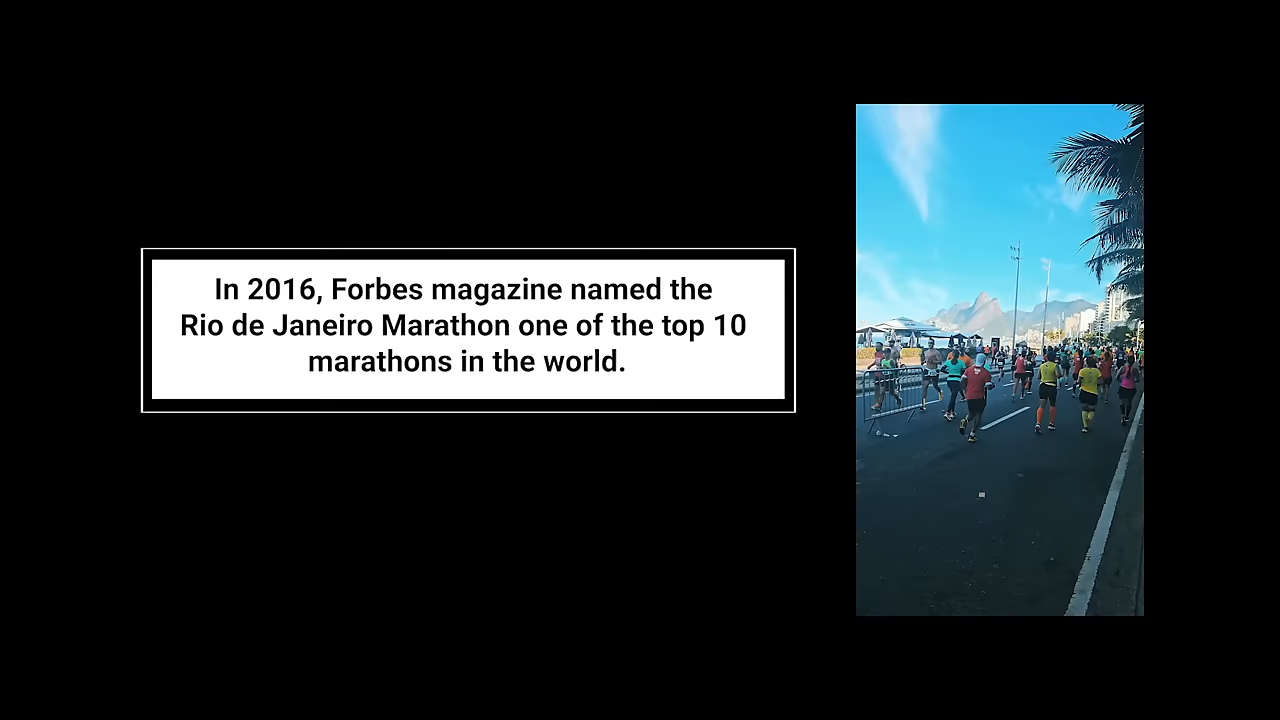 In 2016, Forbes magazine named the
Rio de Janeiro Marathon one of the top 10
marathons in the world.